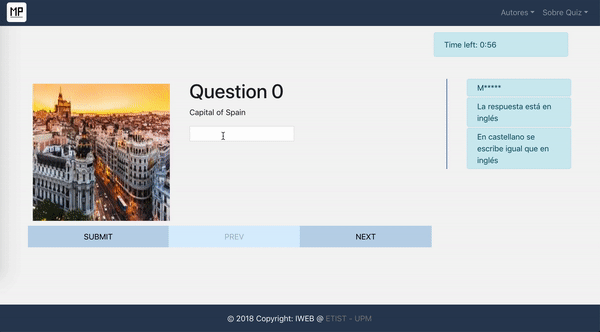 MP
Autores
Sobre Quiz
Time left: 0:56
Question 0
Capital of Spain
M*****
La respuesta está en
inglés
En castellano se
escribe igual que en
inglés
SUBMIT
PREV
NEXT
© 2018 Copyright: IWEB @ ETIST - UPM